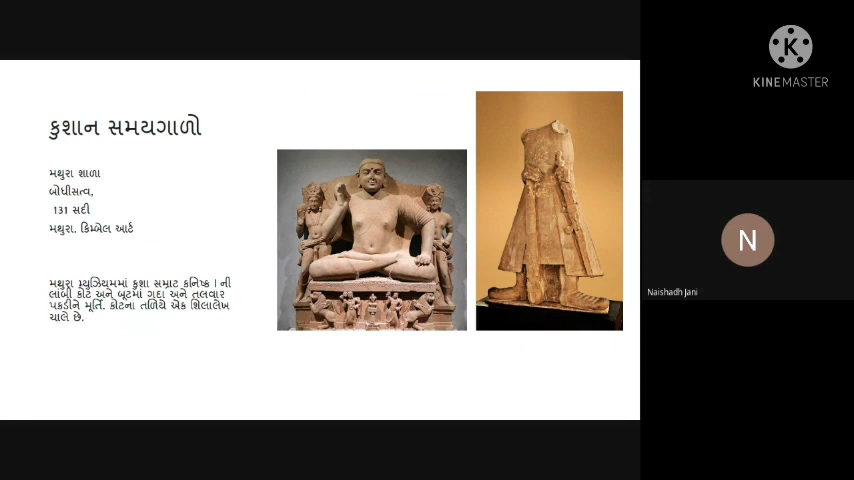 કુશાન સમયગાળો
મથુરા શાળા
બોધીસત્વ,
131 સદી
મથુરા. કિમ્બેલ આર્ટ
મથુરા મ્યુઝિયમમાં કુશા સમ્રાટ કનિષ્ક I ની
લાંબી કોટ અને બૂટમાં ગદા અને તલવાર
પકડીને મૂર્તિ. કોટના તળિયે એક શિલાલેખ
ચાલે છે.
KINEMASTER
N
Naishadh Jani